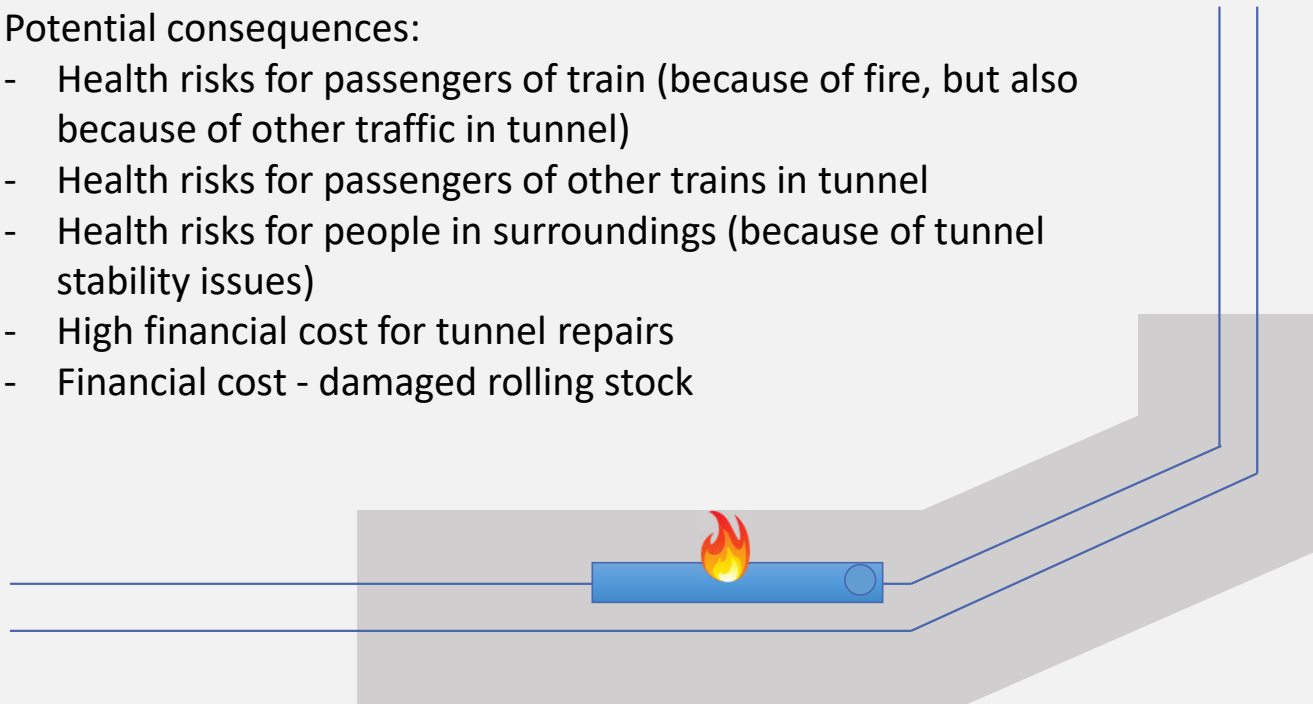 Potential consequences:
- Health risks for passengers of train (because of fire, but also
because of other traffic in tunnel)
- Health risks for passengers of other trains in tunnel
- Health risks for people in surroundings (because of tunnel
stability issues)
- High financial cost for tunnel repairs
- Financial cost - damaged rolling stock